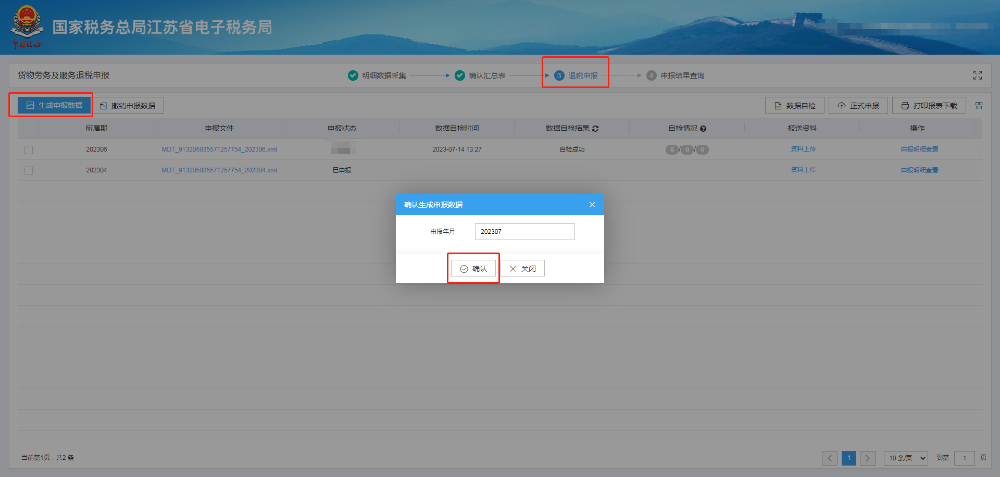 国家税务总局江苏省电子税务局
中国税务
货物劳务及服务退税申报
明细数据采集
确认汇总表
3 退税申报
4 申报结果查询
生成申报数据
撤销申报数据
数据自检
正式申报
打印报表下载
所属期 申报文件 申报状态 数据自检时间 数据自检结果 自检情况 报送资料 操作
202306 MDT_913205835571257754_202306.xml 2023-07-14 13:27 自检成功 0/0/0 资料上传 申报明细查看
202304 MDT_913205835571257754_202304.xml 已申报 资料上传 申报明细查看
确认生成申报数据
申报年月 202307
确认 关闭
当前第1页，共2 条
1 10 条/页 到第 1 页